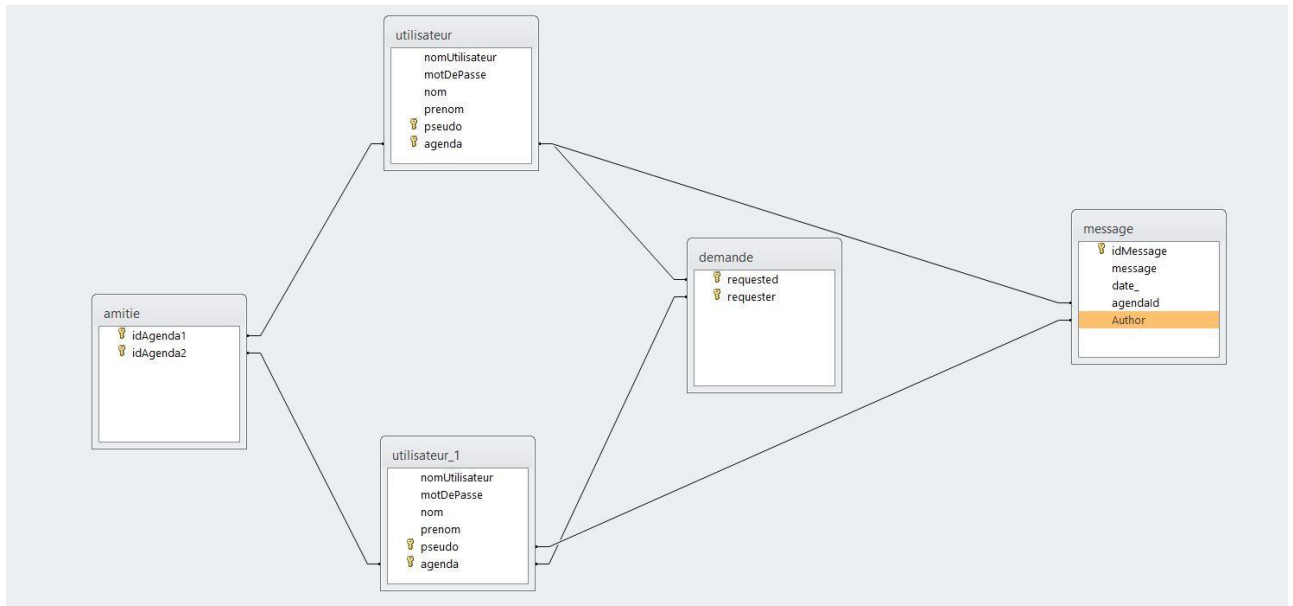 utilisateur
nomUtilisateur
motDePasse
nom
prenom
pseudo
agenda
message
idMessage
message
date_
agendaId
Author
demande
requested
requester
amitie
idAgenda1
idAgenda2
utilisateur_1
nomUtilisateur
motDePasse
nom
prenom
pseudo
agenda